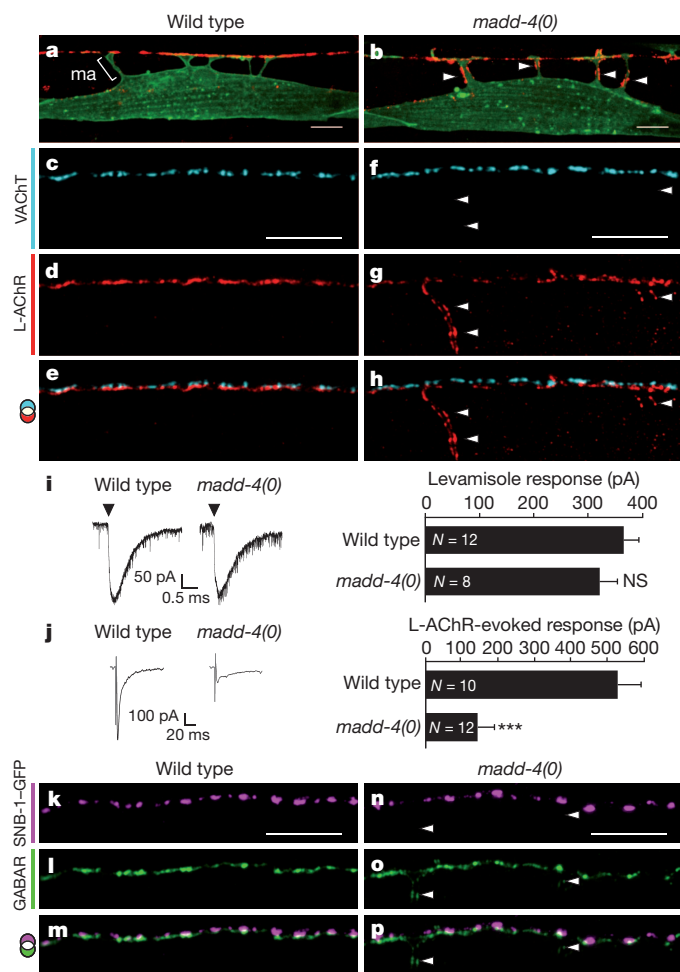 Wild type
madd-4(0)
a
ma
b
VAChT
c
f
L-AChR
d
g
e
h
i
Wild type
madd-4(0)
50 pA
0.5 ms
Levamisole response (pA)
0 100 200 300 400
Wild type
N = 12
madd-4(0)
N = 8
NS
j
Wild type
madd-4(0)
100 pA
20 ms
L-AChR-evoked response (pA)
0 100 200 300 400 500 600
Wild type
N = 10
madd-4(0)
N = 12
***
Wild type
madd-4(0)
SNB-1–GFP
k
n
GABAR
l
o
m
p